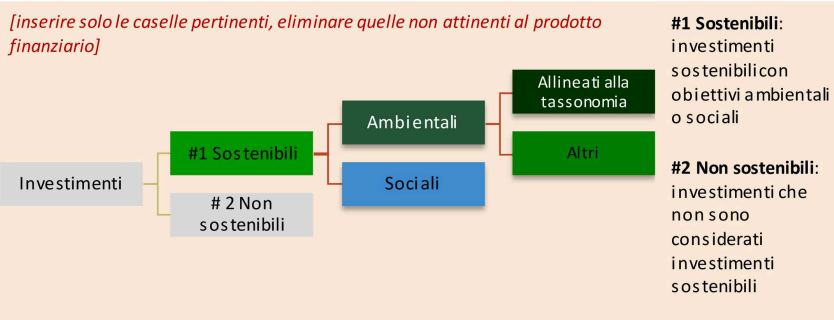 [inserire solo le caselle pertinenti, eliminare quelle non attinenti al prodotto
finanziario]
Investimenti
#1 Sostenibili
# 2 Non
sostenibili
Ambientali
Sociali
Allineati alla
tassonomia
Altri
#1 Sostenibili:
investimenti
sostenibilicon
obiettivi ambientali
o sociali
#2 Non sostenibili:
investimenti che
non sono
considerati
investimenti
sostenibili